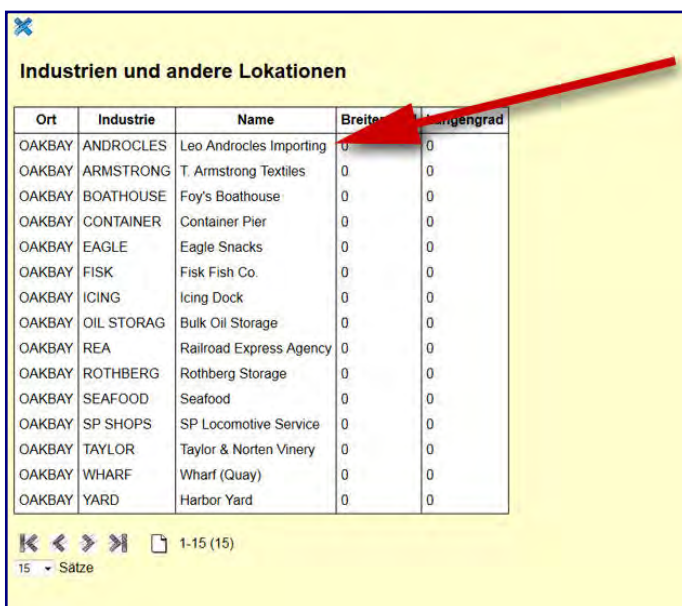 Industrien und andere Lokationen
Ort Industrie Name
OAKBAY ANDROCLES Leo Androcles Importing 0 0
OAKBAY ARMSTRONG T. Armstrong Textiles 0 0
OAKBAY BOATHOUSE Foy's Boathouse 0 0
OAKBAY CONTAINER Container Pier 0 0
OAKBAY EAGLE Eagle Snacks 0 0
OAKBAY FISK Fisk Fish Co. 0 0
OAKBAY ICING Icing Dock 0 0
OAKBAY OIL STORAG Bulk Oil Storage 0 0
OAKBAY REA Railroad Express Agency 0 0
OAKBAY ROTHBERG Rothberg Storage 0 0
OAKBAY SEAFOOD Seafood 0 0
OAKBAY SP SHOPS SP Locomotive Service 0 0
OAKBAY TAYLOR Taylor & Norten Vinery 0 0
OAKBAY WHARF Wharf (Quay) 0 0
OAKBAY YARD Harbor Yard 0 0
1-15 (15)
15 Sätze